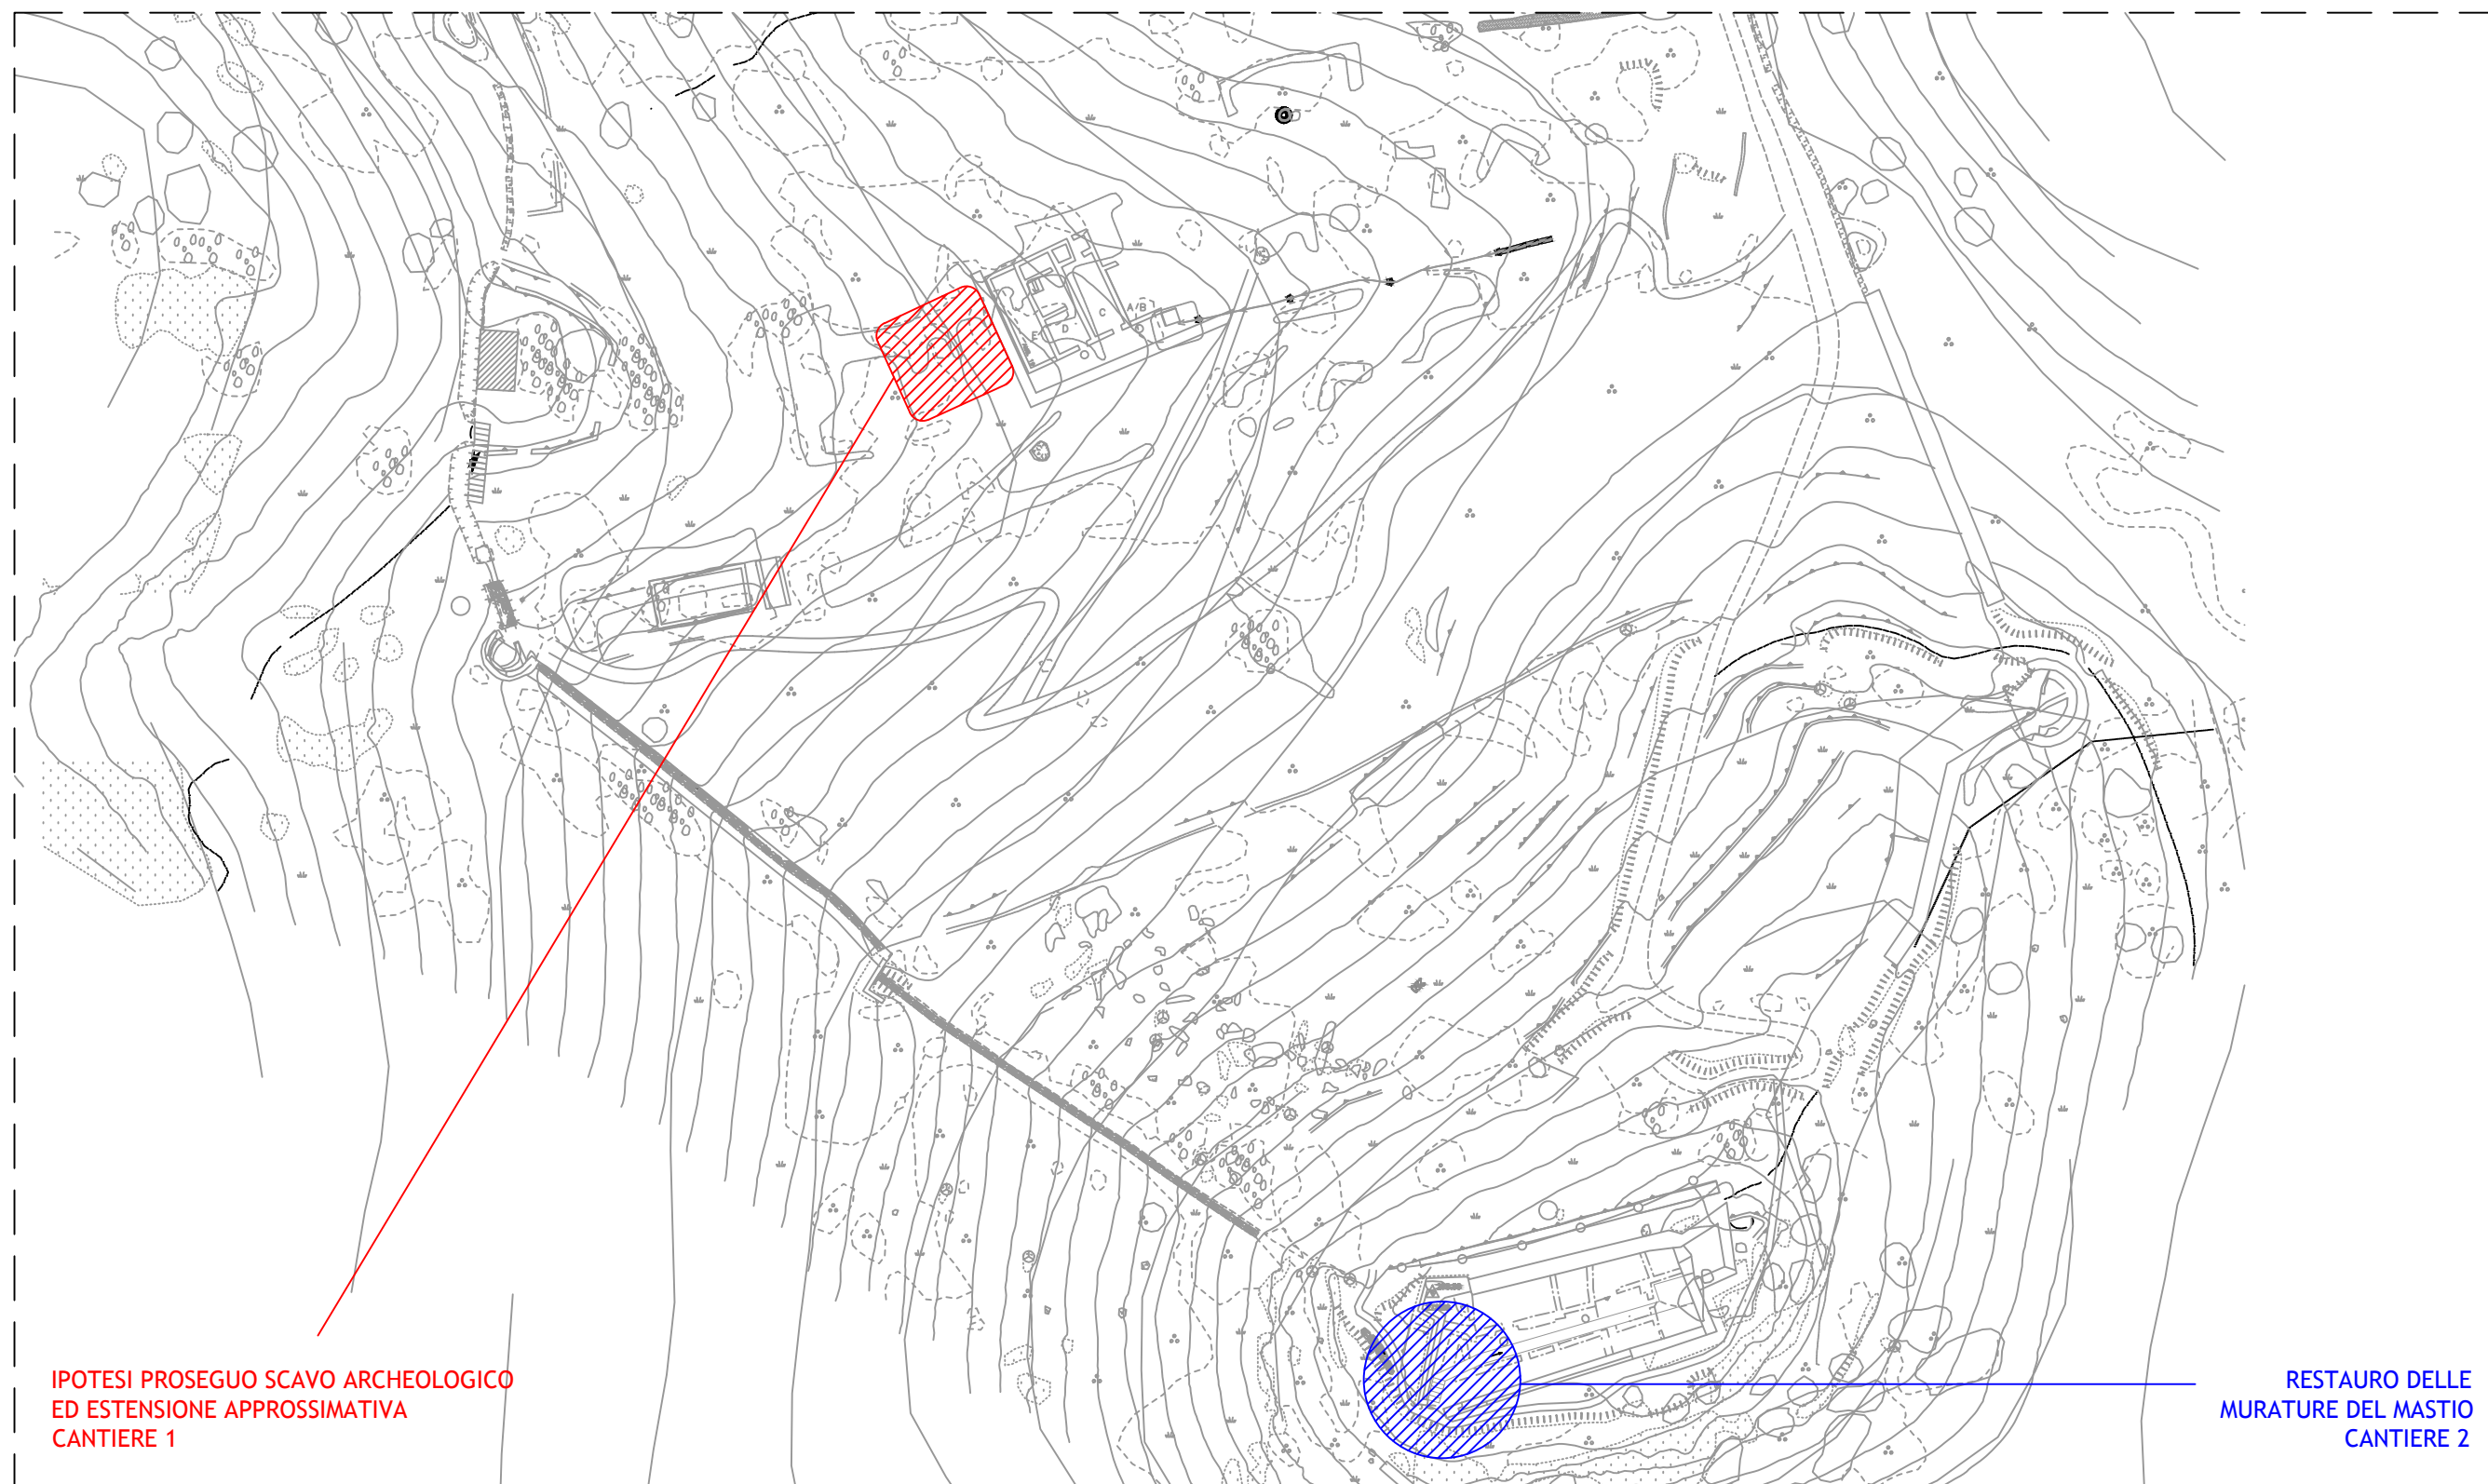 A/B
C
D
E
IPOTESI PROSEGUO SCAVO ARCHEOLOGICO
ED ESTENSIONE APPROSSIMATIVA
CANTIERE 1
RESTAURO DELLE
MURATURE DEL MASTIO
CANTIERE 2